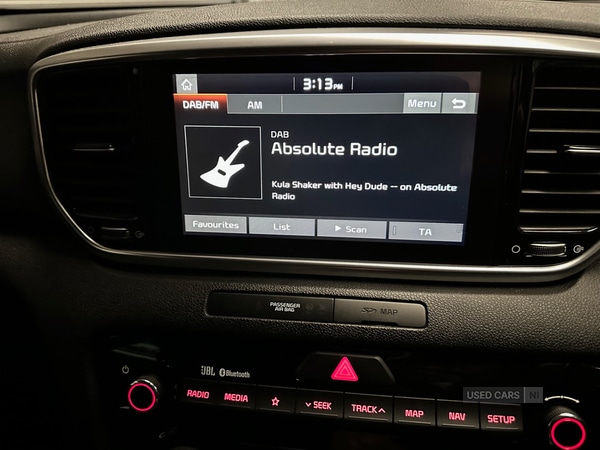 3:13PM
DAB/FM AM Menu
DAB
Absolute Radio
Kula Shaker with Hey Dude — on Absolute
Radio
Favourites List Scan TA
PASSENGER
AIR BAG
MAP
JBL Bluetooth
RADIO MEDIA SEEK TRACK MAP NAV SETUP
USED CARS NI